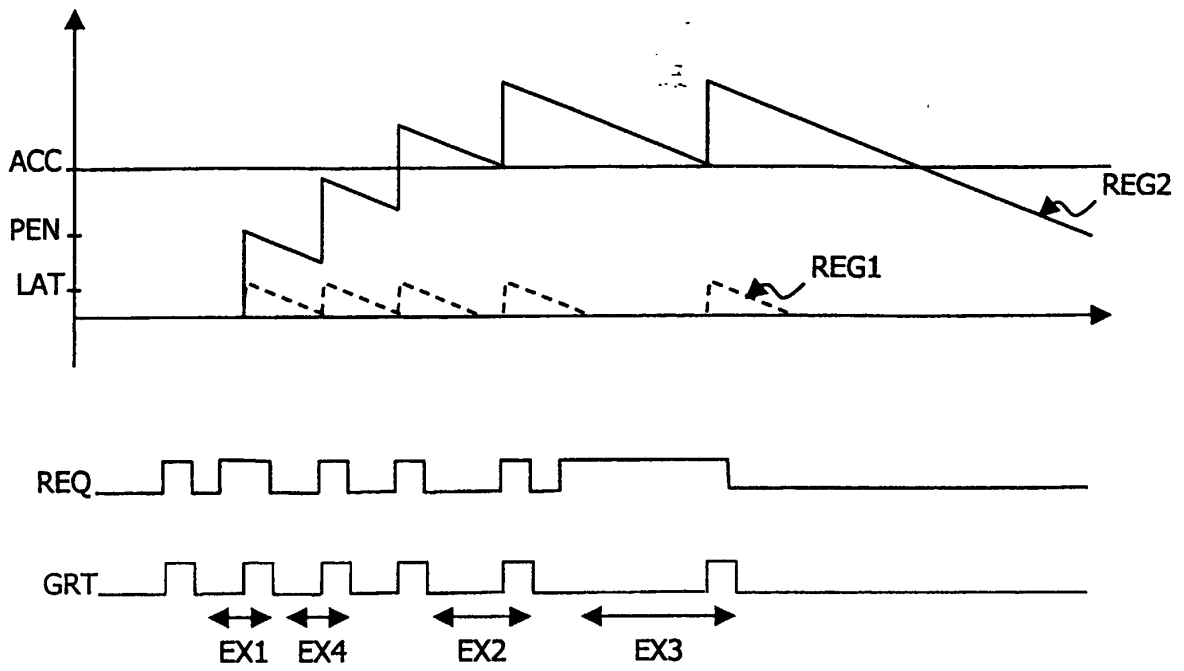 ACC
REG2
PEN
LAT
REG1
REQ
GRT
EX1 EX4 EX2 EX3